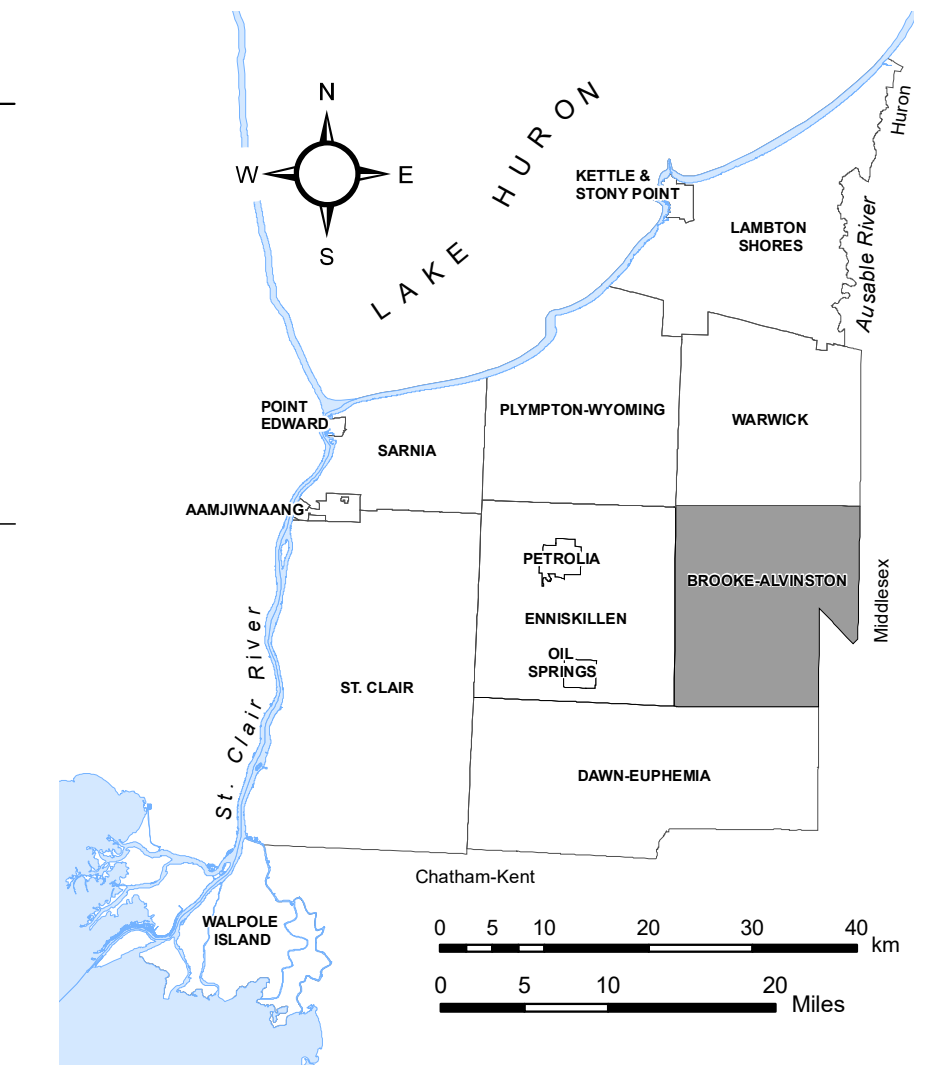 N
W E
S
LAKE HURON
Huron
KETTLE &
STONY POINT
LAMBTON
SHORES
Ausable River
POINT
EDWARD
PLYMPTON-WYOMING
WARWICK
SARNIA
AAMJIWNAANG
PETROLIA
BROOKE-ALVINSTON
Middlesex
ENNISKILLEN
OIL
SPRINGS
ST. CLAIR
St. Clair River
DAWN-EUPHEMIA
Chatham-Kent
WALPOLE
ISLAND
0 5 10 20 30 40
km
0 5 10 20
Miles